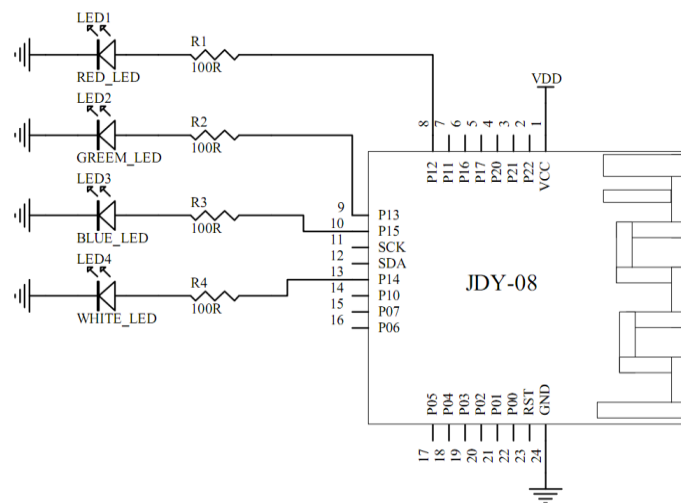 LED1
R1
RED_LED
100R
LED2
R2
GREEM_LED
100R
LED3
R3
BLUE_LED
100R
LED4
R4
WHITE_LED
100R
VDD
8 7 6 5 4 3 2 1
P12 P11 P16 P17 P20 P21 P22 VCC
9 P13
10 P15
11 SCK
12 SDA
13 P14
14 P10
15 P07
16 P06
JDY-08
P05 P04 P03 P02 P01 P00 RST GND
17 18 19 20 21 22 23 24